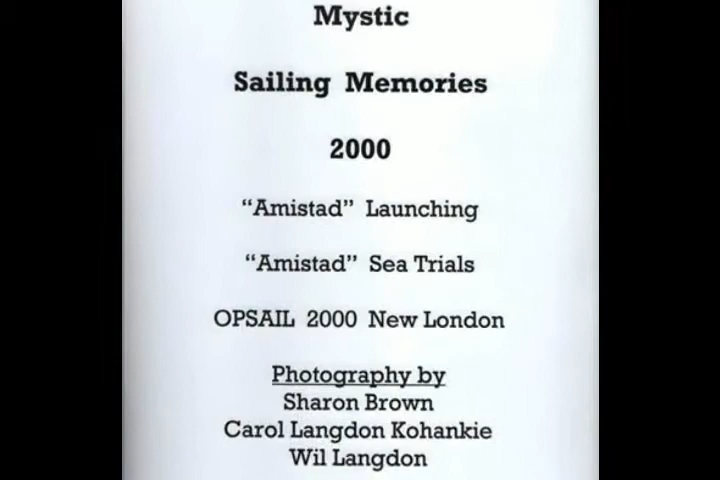 Mystic
Sailing Memories
2000
“Amistad” Launching
“Amistad” Sea Trials
OPSAIL 2000 New London
Photography by
Sharon Brown
Carol Langdon Kohankie
Wil Langdon